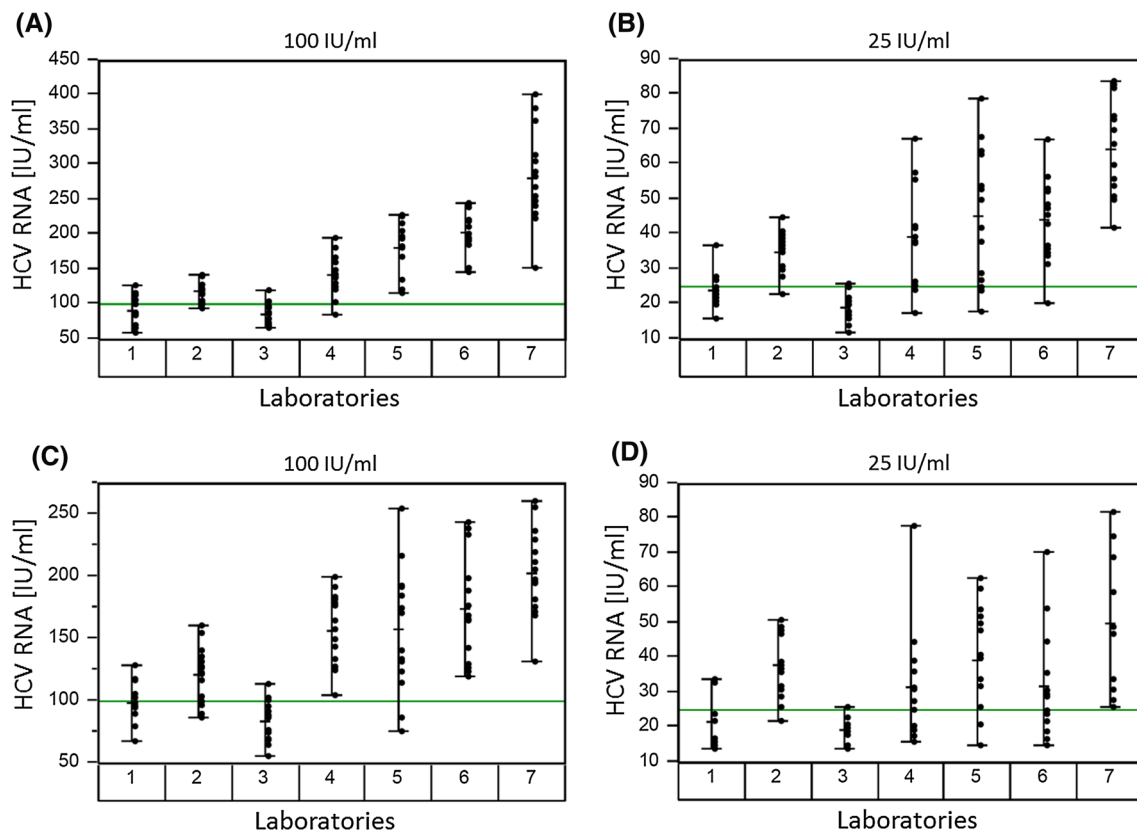 (A)
100 IU/ml
HCV RNA [IU/ml]
450
400
350
300
250
200
150
100
50
1 2 3 4 5 6 7
Laboratories
(B)
25 IU/ml
HCV RNA [IU/ml]
90
80
70
60
50
40
30
20
10
1 2 3 4 5 6 7
Laboratories
(C)
100 IU/ml
HCV RNA [IU/ml]
250
200
150
100
50
1 2 3 4 5 6 7
Laboratories
(D)
25 IU/ml
HCV RNA [IU/ml]
90
80
70
60
50
40
30
20
10
1 2 3 4 5 6 7
Laboratories